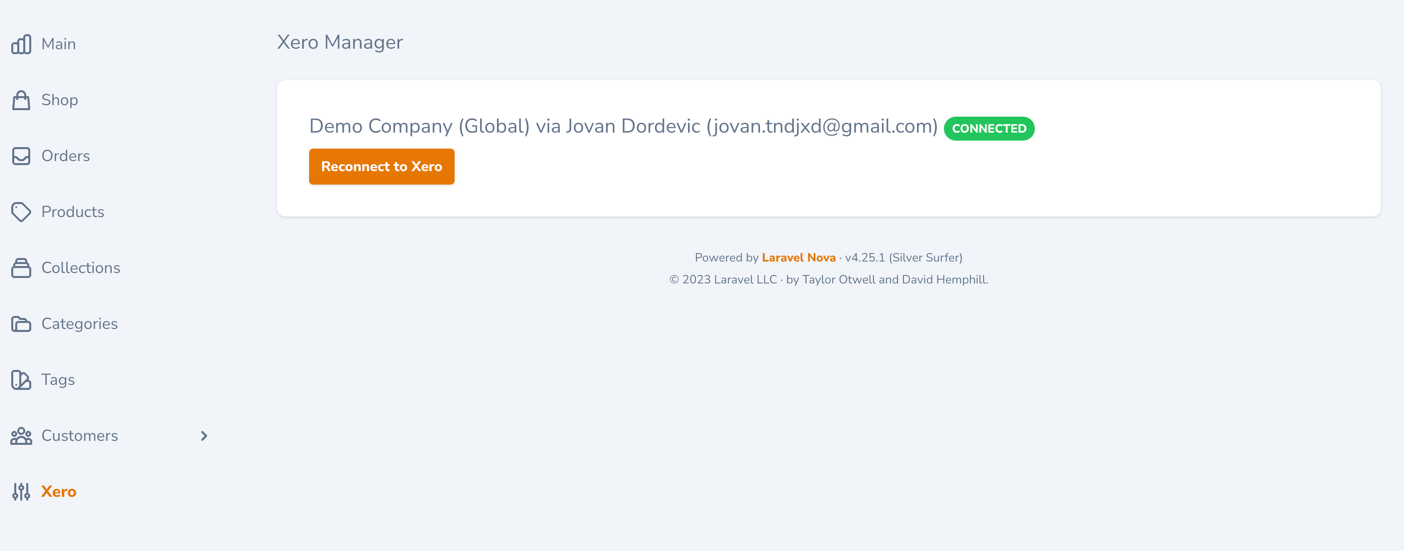 Main
Shop
Orders
Products
Collections
Categories
Tags
Customers
Xero
Xero Manager
Demo Company (Global) via Jovan Dordevic (jovan.tndjxd@gmail.com) CONNECTED
Reconnect to Xero
Powered by Laravel Nova · v4.25.1 (Silver Surfer)
© 2023 Laravel LLC · by Taylor Otwell and David Hemphill.